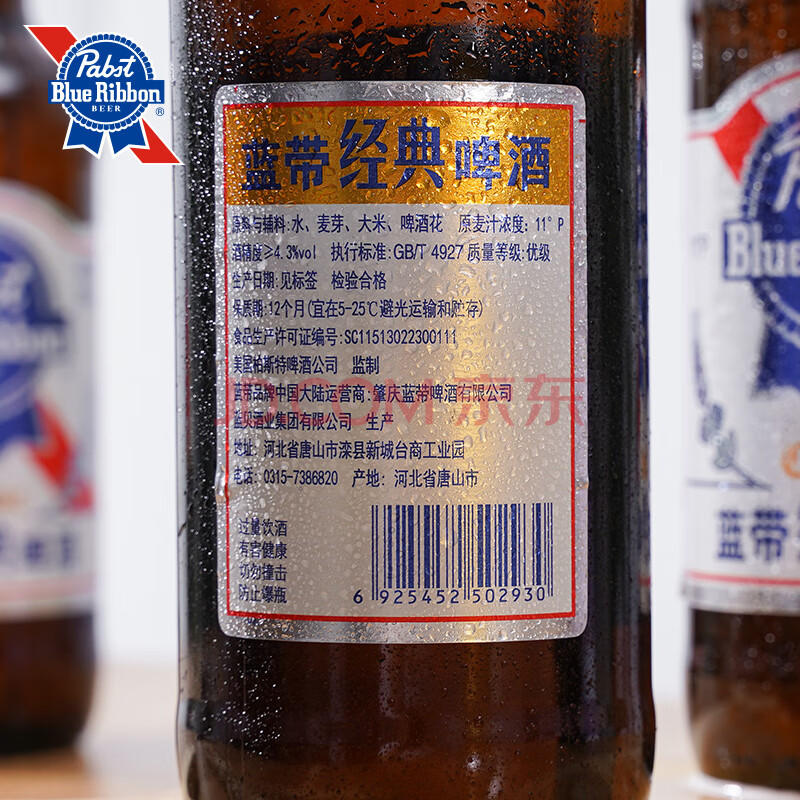 Pabst
Blue Ribbon
BEER
®
蓝带经典啤酒
原料与辅料:水、麦芽、大米、啤酒花 原麦汁浓度:11°P
酒精度≥4.3%vol 执行标准:GB/T 4927 质量等级:优级
生产日期:见标签 检验合格
保质期:12个月(宜在5-25℃避光运输和贮存)
食品生产许可证编号:SC11513022300111
美国柏斯特啤酒公司 监制
蓝带品牌中国大陆运营商:肇庆蓝带啤酒有限公司
蓝贝酒业集团有限公司 生产
地址:河北省唐山市滦县新城台商工业园
电话:0315-7386820 产地:河北省唐山市
过量饮酒
有害健康
切勿撞击
防止爆瓶
6 925452 502930
JD.COM 京东
Blue
蓝带
Ribbon